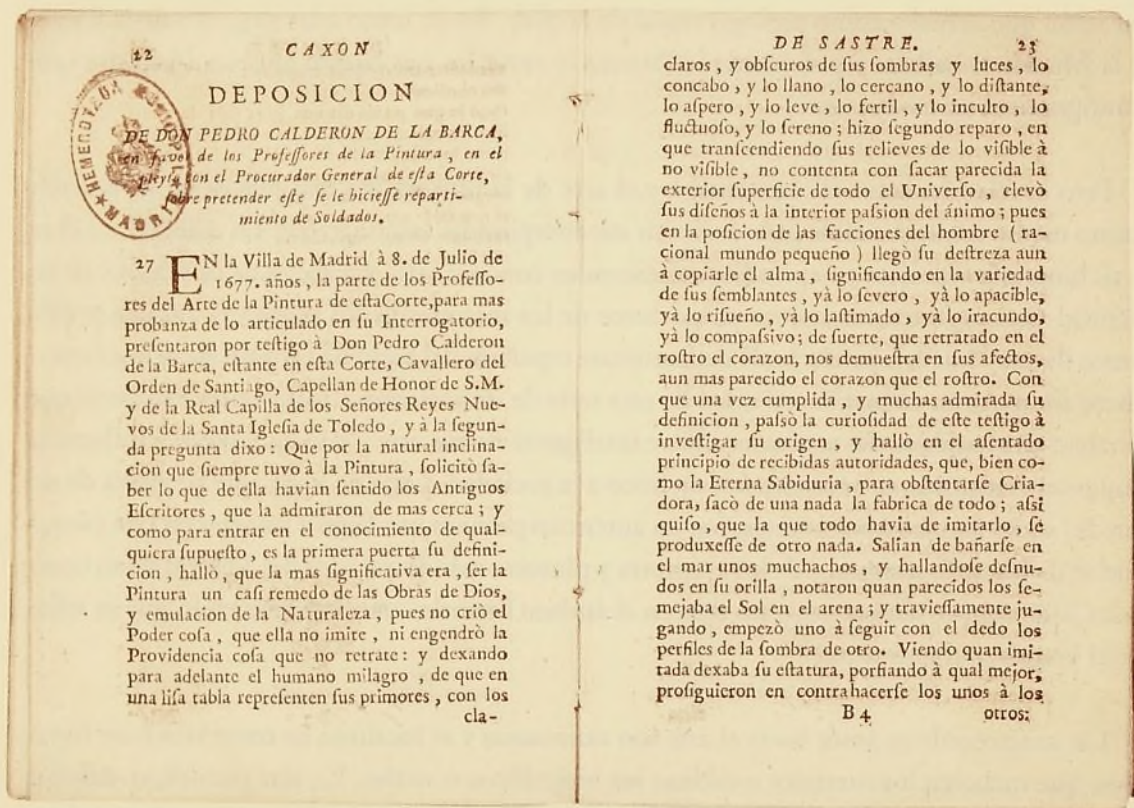 22 CAXON
DEPOSICION
DE DON PEDRO CALDERON DE LA BARCA,
en favor de los Profeſſores de la Pintura , en el
pleyto con el Procurador General de eſta Corte,
ſobre pretender eſte ſe le hicieſſe reparti-
miento de Soldados.
HEMEROTECA MUNICIPAL
MADRID
27 EN la Villa de Madrid à 8. de Julio de
1677. años , la parte de los Profeſſo-
res del Arte de la Pintura de eſtaCorte,para mas
probanza de lo articulado en ſu Interrogatorio,
preſentaron por teſtigo à Don Pedro Calderon
de la Barca, eſtante en eſta Corte, Cavallero del
Orden de Santiago, Capellan de Honor de S.M.
y de la Real Capilla de los Señores Reyes Nue-
vos de la Santa Igleſia de Toledo , y à la ſegun-
da pregunta dixo : Que por la natural inclina-
cion que ſiempre tuvo à la Pintura , ſolicitò ſa-
ber lo que de ella havian ſentido los Antiguos
Eſcritores , que la admiraron de mas cerca ; y
como para entrar en el conocimiento de qual-
quiera ſupueſto , es la primera puerta ſu defini-
cion , hallò , que la mas ſignificativa era , ſer la
Pintura un caſi remedo de las Obras de Dios,
y emulacion de la Naturaleza , pues no criò el
Poder coſa , que ella no imite , ni engendrò la
Providencia coſa que no retrate : y dexando
para adelante el humano milagro , de que en
una liſa tabla repreſenten ſus primores , con los
cla-
DE SASTRE. 23
claros , y obſcuros de ſus ſombras y luces , lo
concabo , y lo llano , lo cercano , y lo diſtante,
lo aſpero , y lo leve , lo fertil , y lo inculto , lo
fluctuoſo, y lo ſereno ; hizo ſegundo reparo , en
que tranſcendiendo ſus relieves de lo viſible à
no viſible , no contenta con ſacar parecida la
exterior ſuperficie de todo el Univerſo , elevò
ſus diſeños à la interior paſsion del ánimo ; pues
en la poſicion de las facciones del hombre ( ra-
cional mundo pequeño ) llegò ſu deſtreza aun
à copiarle el alma , ſignificando en la variedad
de ſus ſemblantes , yà lo ſevero , yà lo apacible,
yà lo riſueño , yà lo laſtimado , yà lo iracundo,
yà lo compaſsivo ; de ſuerte, que retratado en el
roſtro el corazon, nos demueſtra en ſus afectos,
aun mas parecido el corazon que el roſtro. Con
que una vez cumplida , y muchas admirada ſu
definicion , paſsò la curioſidad de eſte teſtigo à
inveſtigar ſu origen , y hallò en el aſentado
principio de recibidas autoridades, que, bien co-
mo la Eterna Sabiduria , para obſtentarſe Cria-
dora, ſacò de una nada la fabrica de todo ; aſsi
quiſo , que la que todo havia de imitarlo , ſe
produxeſſe de otro nada. Salian de bañarſe en
el mar unos muchachos , y hallandoſe deſnu-
dos en ſu orilla , notaron quan parecidos los ſe-
mejaba el Sol en el arena ; y travieſſamente ju-
gando , empezò uno à ſeguir con el dedo los
perfiles de la ſombra de otro. Viendo quan imi-
tada dexaba ſu eſtatura, porfiando à qual mejor,
proſiguieron en contrahacerſe los unos à los
B 4 otros: